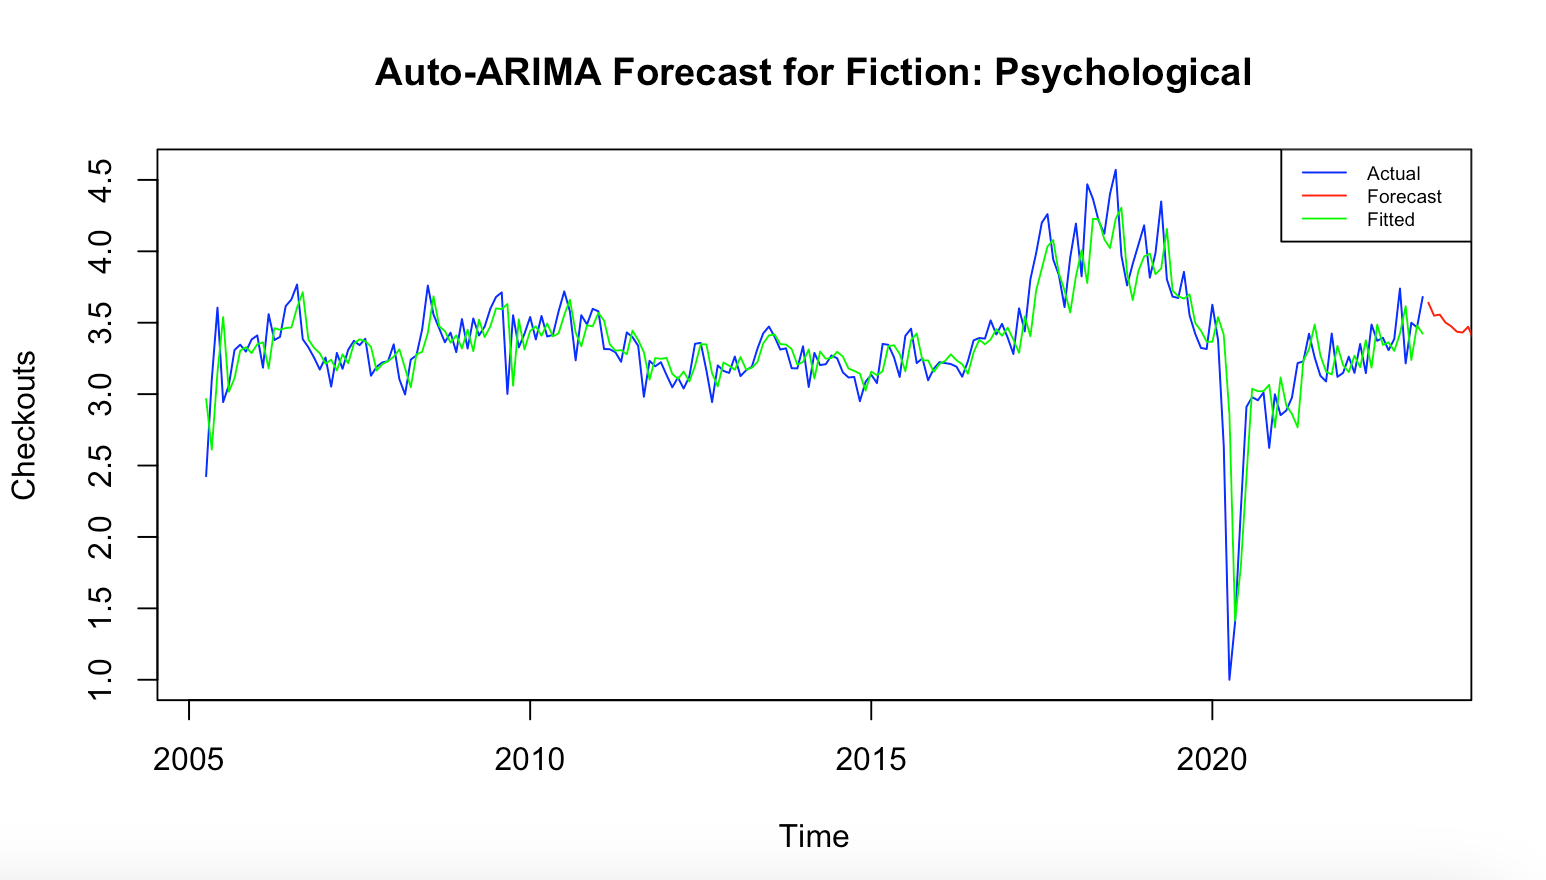 Auto-ARIMA Forecast for Fiction: Psychological
Actual
Forecast
Fitted
Checkouts
4.5
4.0
3.5
3.0
2.5
2.0
1.5
1.0
2005
2010
2015
2020
Time